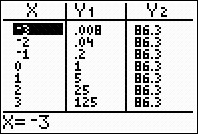 X Y₁ Y₂
-3 .008 86.3
-2 .04 86.3
-1 .2 86.3
0 1 86.3
1 5 86.3
2 25 86.3
3 125 86.3
X=-3